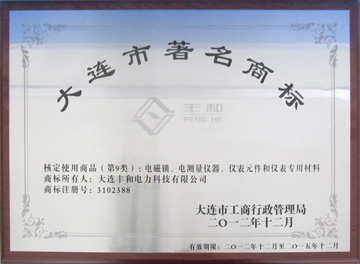 大连市著名商标
丰和
FENG HE
核定使用商品（第9类）：电磁锁、电测量仪器、仪表元件和仪表专用材料
商标所有人：大连丰和电力科技有限公司
商标注册号：3102388
大连市工商行政管理局
二〇一二年十二月
有效期限：二〇一二年十二月至二〇一五年十二月